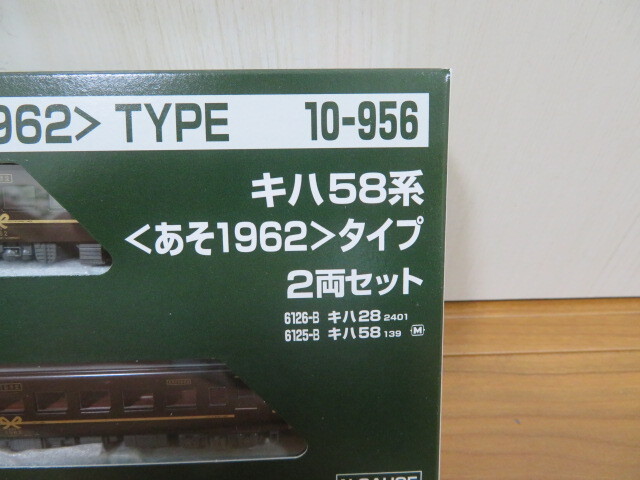 962> TYPE 10-956
キハ58系
<あそ1962>タイプ
2両セット
6126-B キハ28 2401
6125-B キハ58 139 M
N GAUGE